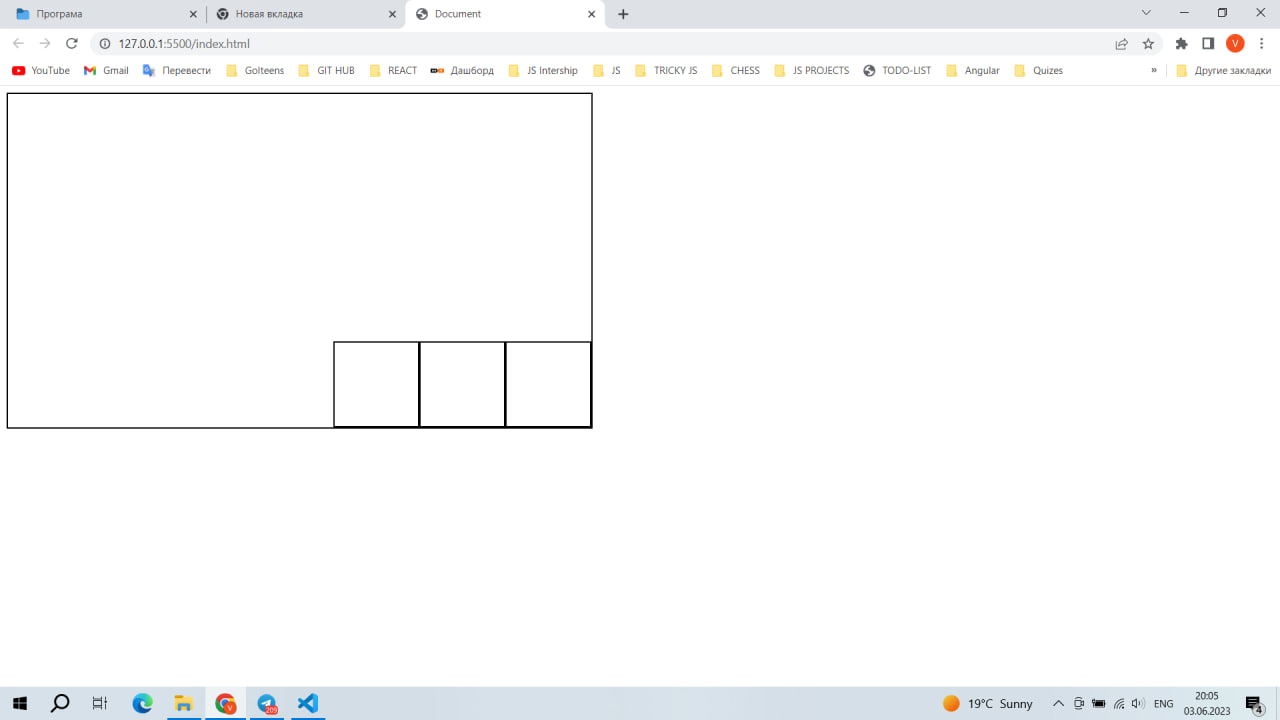 Програма
Новая вкладка
Document
127.0.0.1:5500/index.html
V
YouTube Gmail Перевести Golteens GIT HUB REACT Дашборд JS Intership JS TRICKY JS CHESS JS PROJECTS TODO-LIST Angular Quizes » Другие закладки
V 209 19°C Sunny ENG 20:05
03.06.2023 4